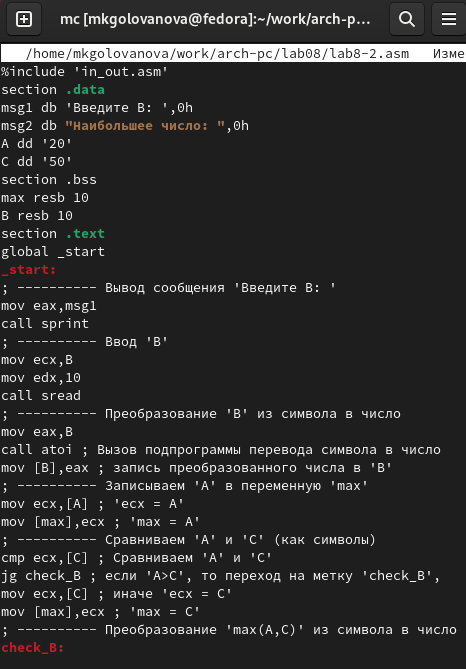 mc [mkgolovanova@fedora]:~/work/arch-p...
/home/mkgolovanova/work/arch-pc/lab08/lab8-2.asm Изме
%include 'in_out.asm'
section .data
msg1 db 'Введите B: ',0h
msg2 db "Наибольшее число: ",0h
A dd '20'
C dd '50'
section .bss
max resb 10
B resb 10
section .text
global _start
_start:
; ---------- Вывод сообщения 'Введите B: '
mov eax,msg1
call sprint
; ---------- Ввод 'B'
mov ecx,B
mov edx,10
call sread
; ---------- Преобразование 'B' из символа в число
mov eax,B
call atoi ; Вызов подпрограммы перевода символа в число
mov [B],eax ; запись преобразованного числа в 'B'
; ---------- Записываем 'A' в переменную 'max'
mov ecx,[A] ; 'ecx = A'
mov [max],ecx ; 'max = A'
; ---------- Сравниваем 'A' и 'С' (как символы)
cmp ecx,[C] ; Сравниваем 'A' и 'С'
jg check_B ; если 'A>C', то переход на метку 'check_B',
mov ecx,[C] ; иначе 'ecx = C'
mov [max],ecx ; 'max = C'
; ---------- Преобразование 'max(A,C)' из символа в число
check_B: